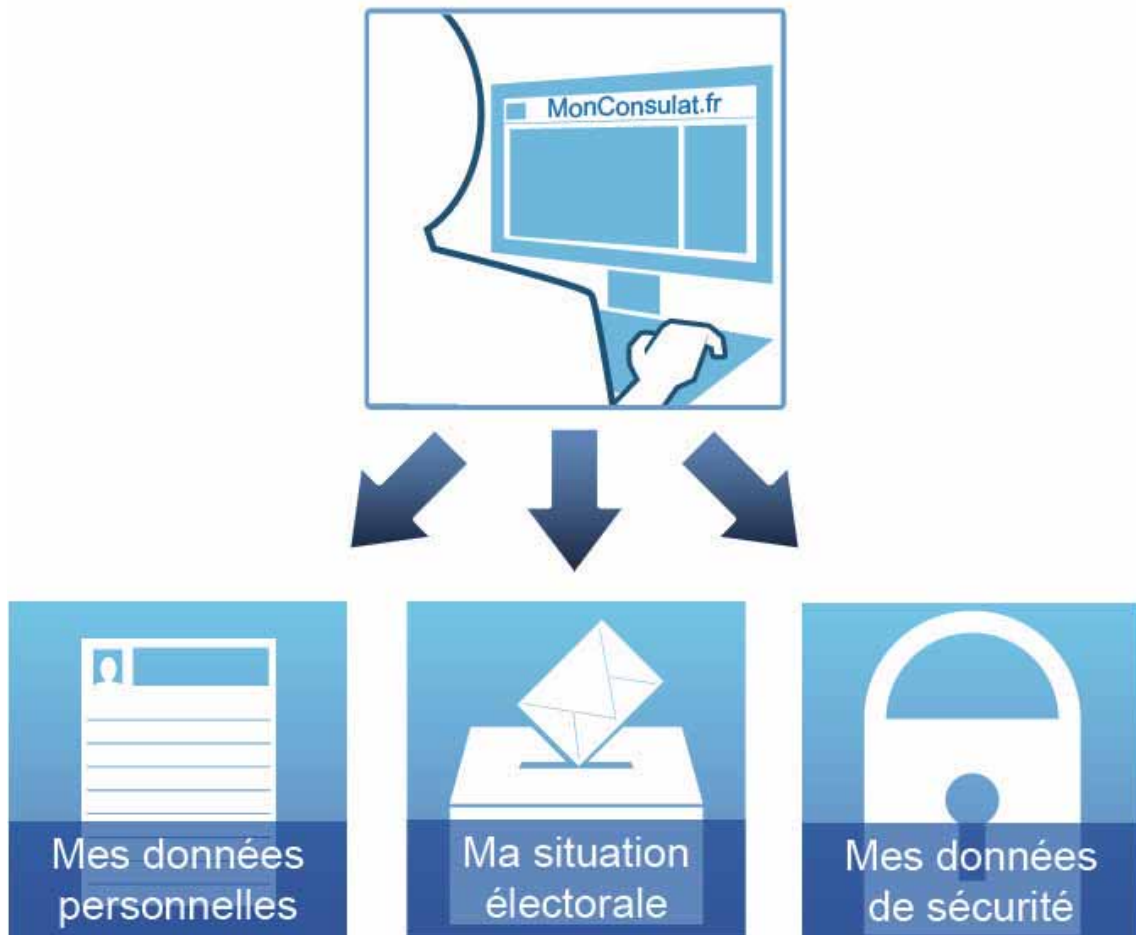 MonConsulat.fr
Mes données
personnelles
Ma situation
électorale
Mes données
de sécurité